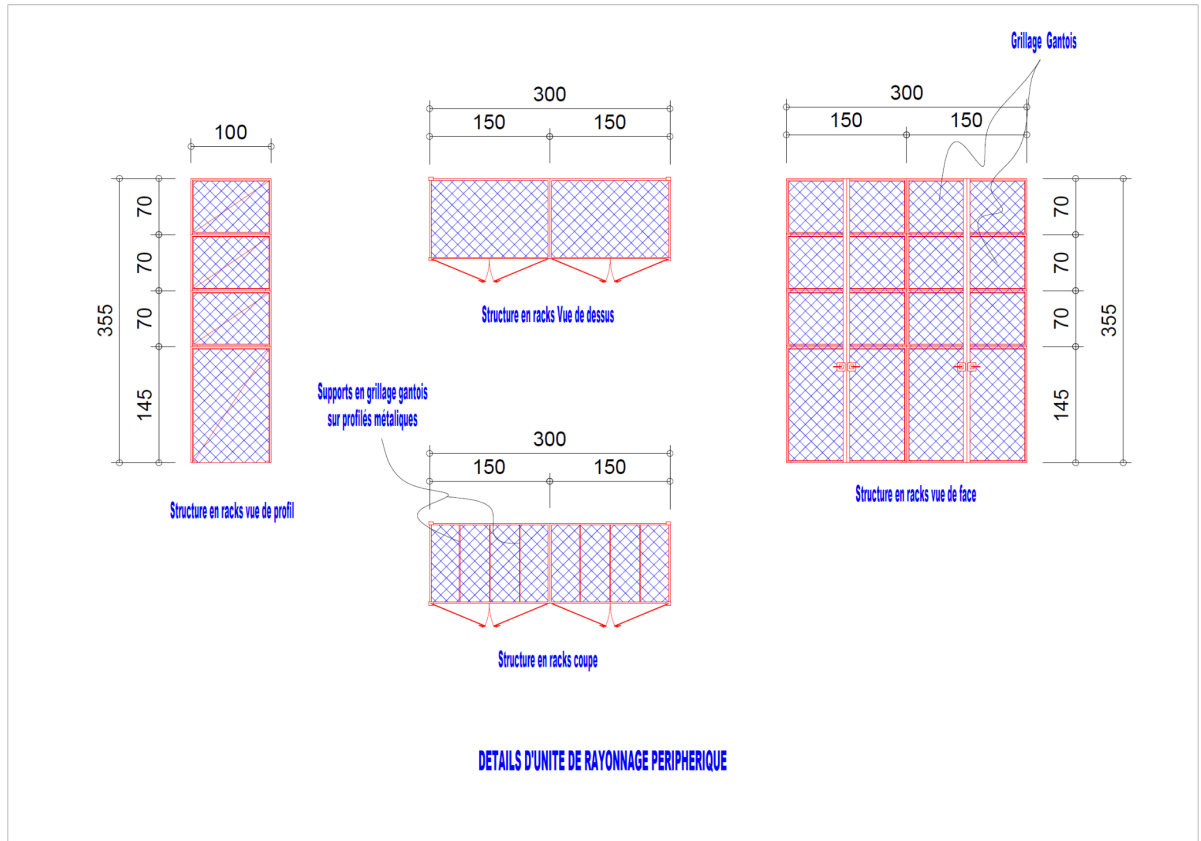 Grillage Gantois
100
70
70
70
145
355
Structure en racks vue de profil
300
150
150
Structure en racks Vue de dessus
300
150
150
70
70
70
145
355
Structure en racks vue de face
Supports en grillage gantois
sur profilés métaliques
300
150
150
Structure en racks coupe
DETAILS D'UNITE DE RAYONNAGE PERIPHERIQUE